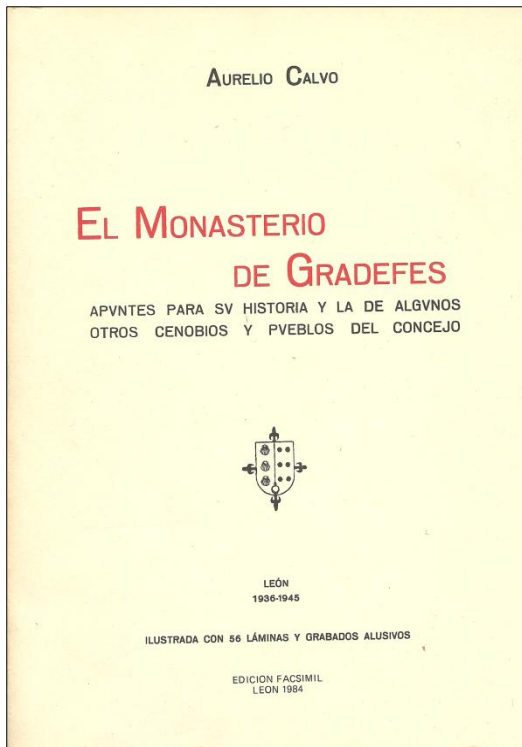 AURELIO CALVO
EL MONASTERIO
DE GRADEFES
APVNTES PARA SV HISTORIA Y LA DE ALGVNOS
OTROS CENOBIOS Y PVEBLOS DEL CONCEJO
LEÓN
1936-1945
ILUSTRADA CON 56 LÁMINAS Y GRABADOS ALUSIVOS
EDICION FACSIMIL
LEON 1984